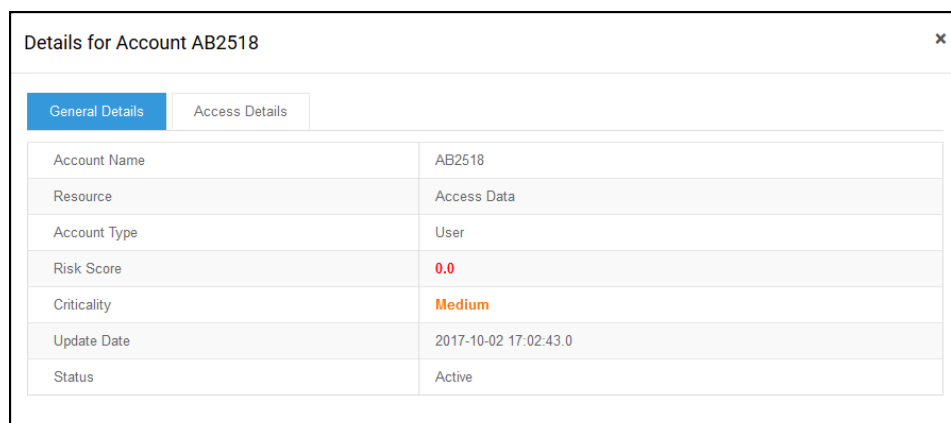 Details for Account AB2518
×
General Details Access Details
Account Name AB2518
Resource Access Data
Account Type User
Risk Score 0.0
Criticality Medium
Update Date 2017-10-02 17:02:43.0
Status Active